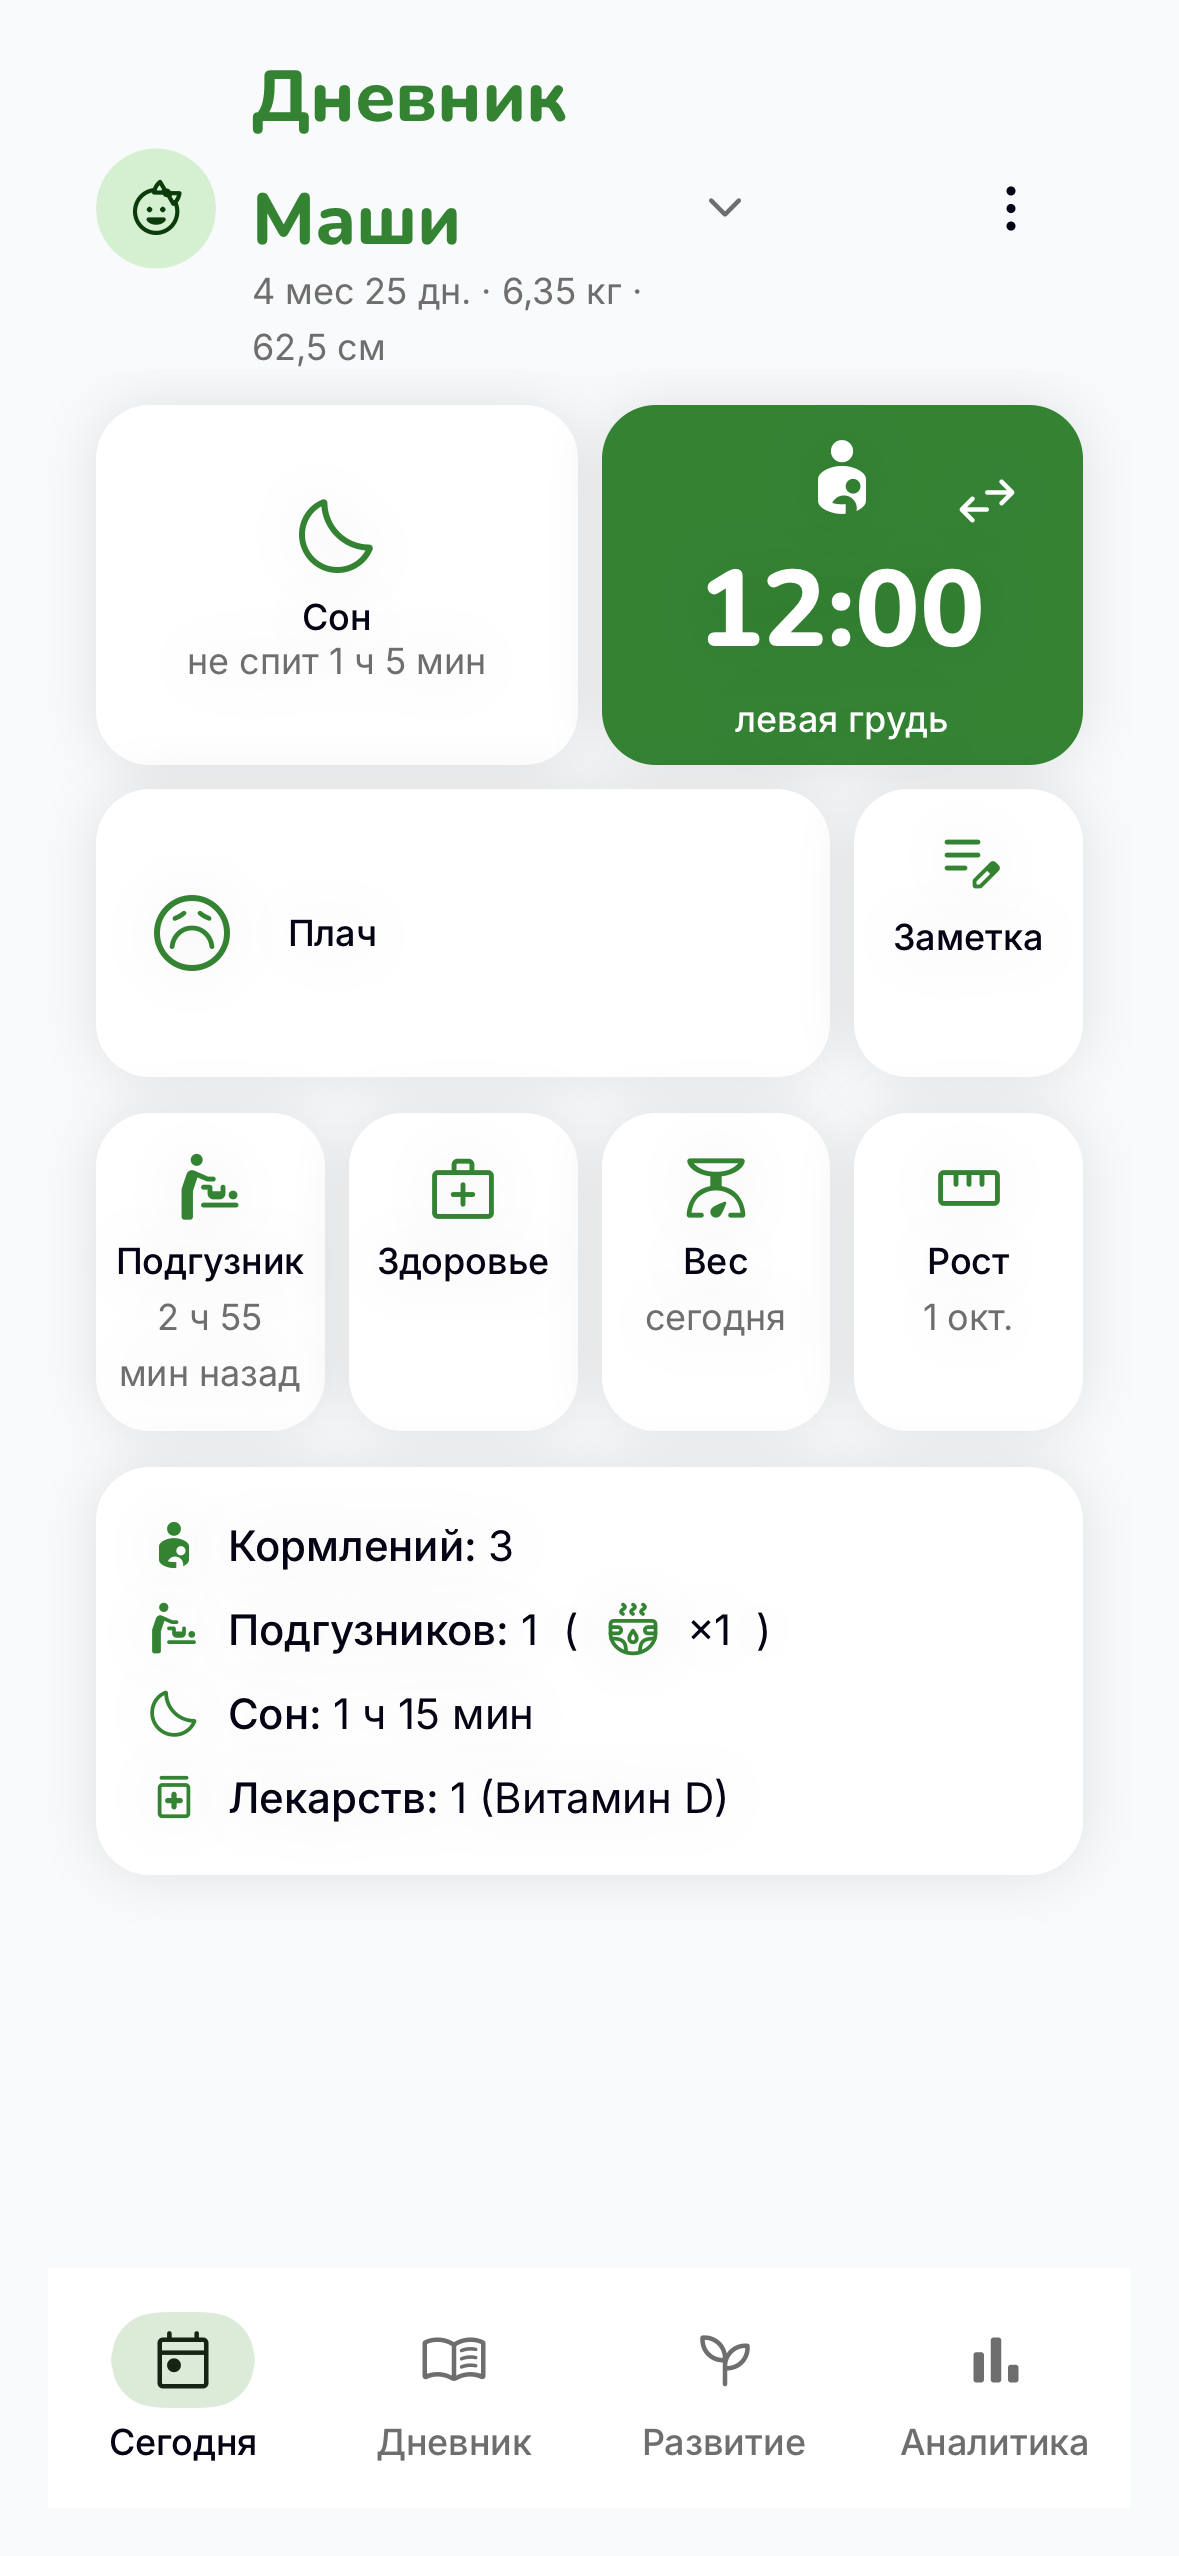 Дневник
Маши
4 мес 25 дн. · 6,35 кг ·
62,5 см
Сон
не спит 1 ч 5 мин
12:00
левая грудь
Плач
Заметка
Подгузник
2 ч 55
мин назад
Здоровье
Вес
сегодня
Рост
1 окт.
Кормлений: 3
Подгузников: 1 ( ×1 )
Сон: 1 ч 15 мин
Лекарств: 1 (Витамин D)
Сегодня
Дневник
Развитие
Аналитика